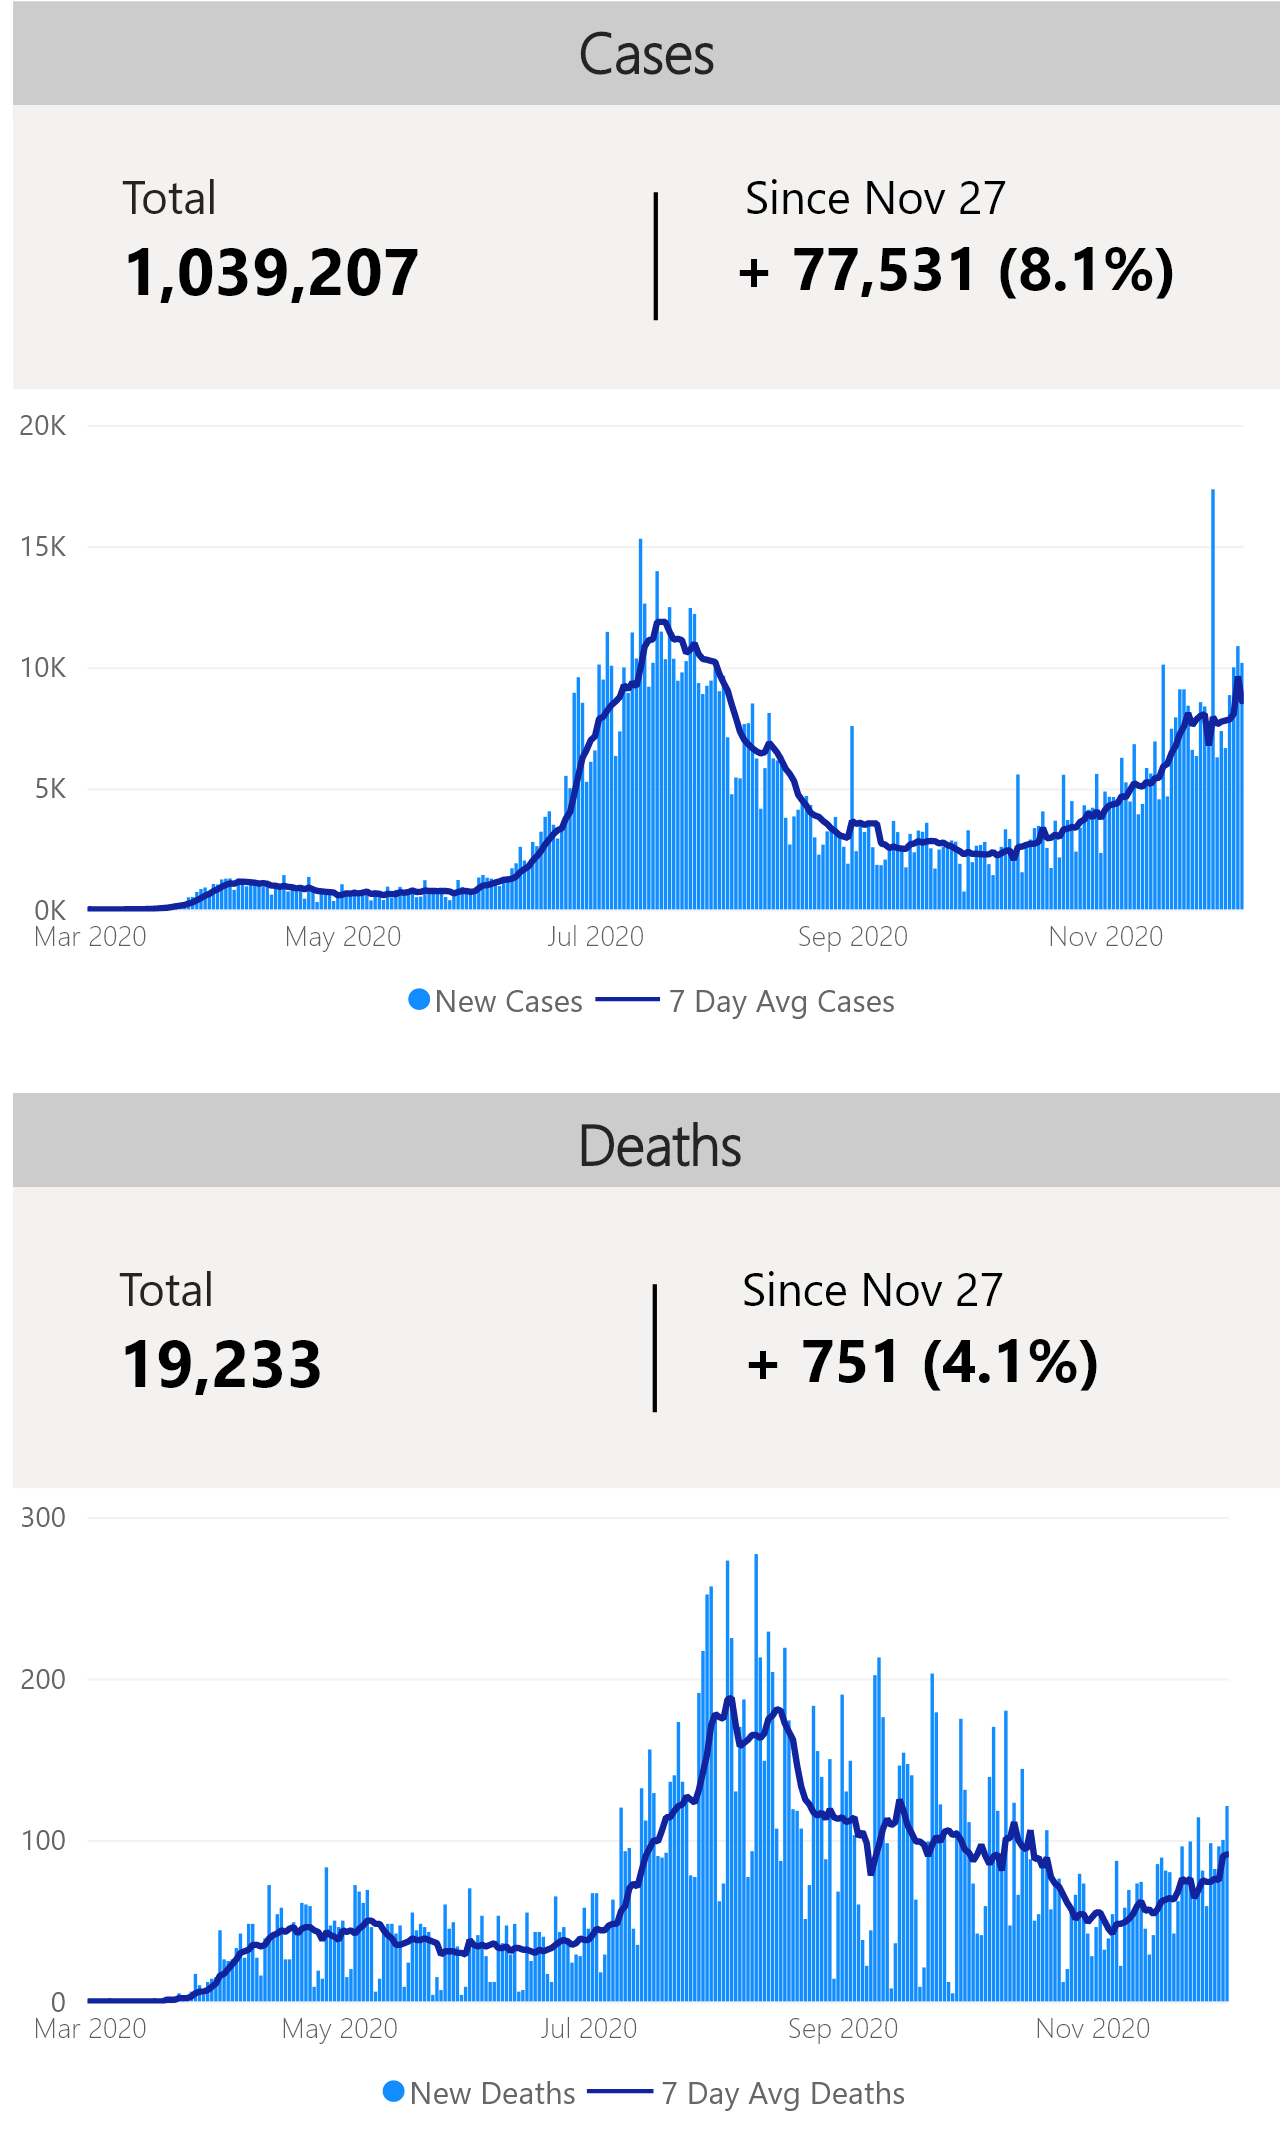 Cases
Total
Since Nov 27
1,039,207
+ 77,531 (8.1%)
20K
15K
10K
5K
0K
Mar 2020 May 2020 Jul 2020 Sep 2020 Nov 2020
New Cases 7 Day Avg Cases
Deaths
Total
Since Nov 27
19,233
+ 751 (4.1%)
300
200
100
0
Mar 2020 May 2020 Jul 2020 Sep 2020 Nov 2020
New Deaths 7 Day Avg Deaths